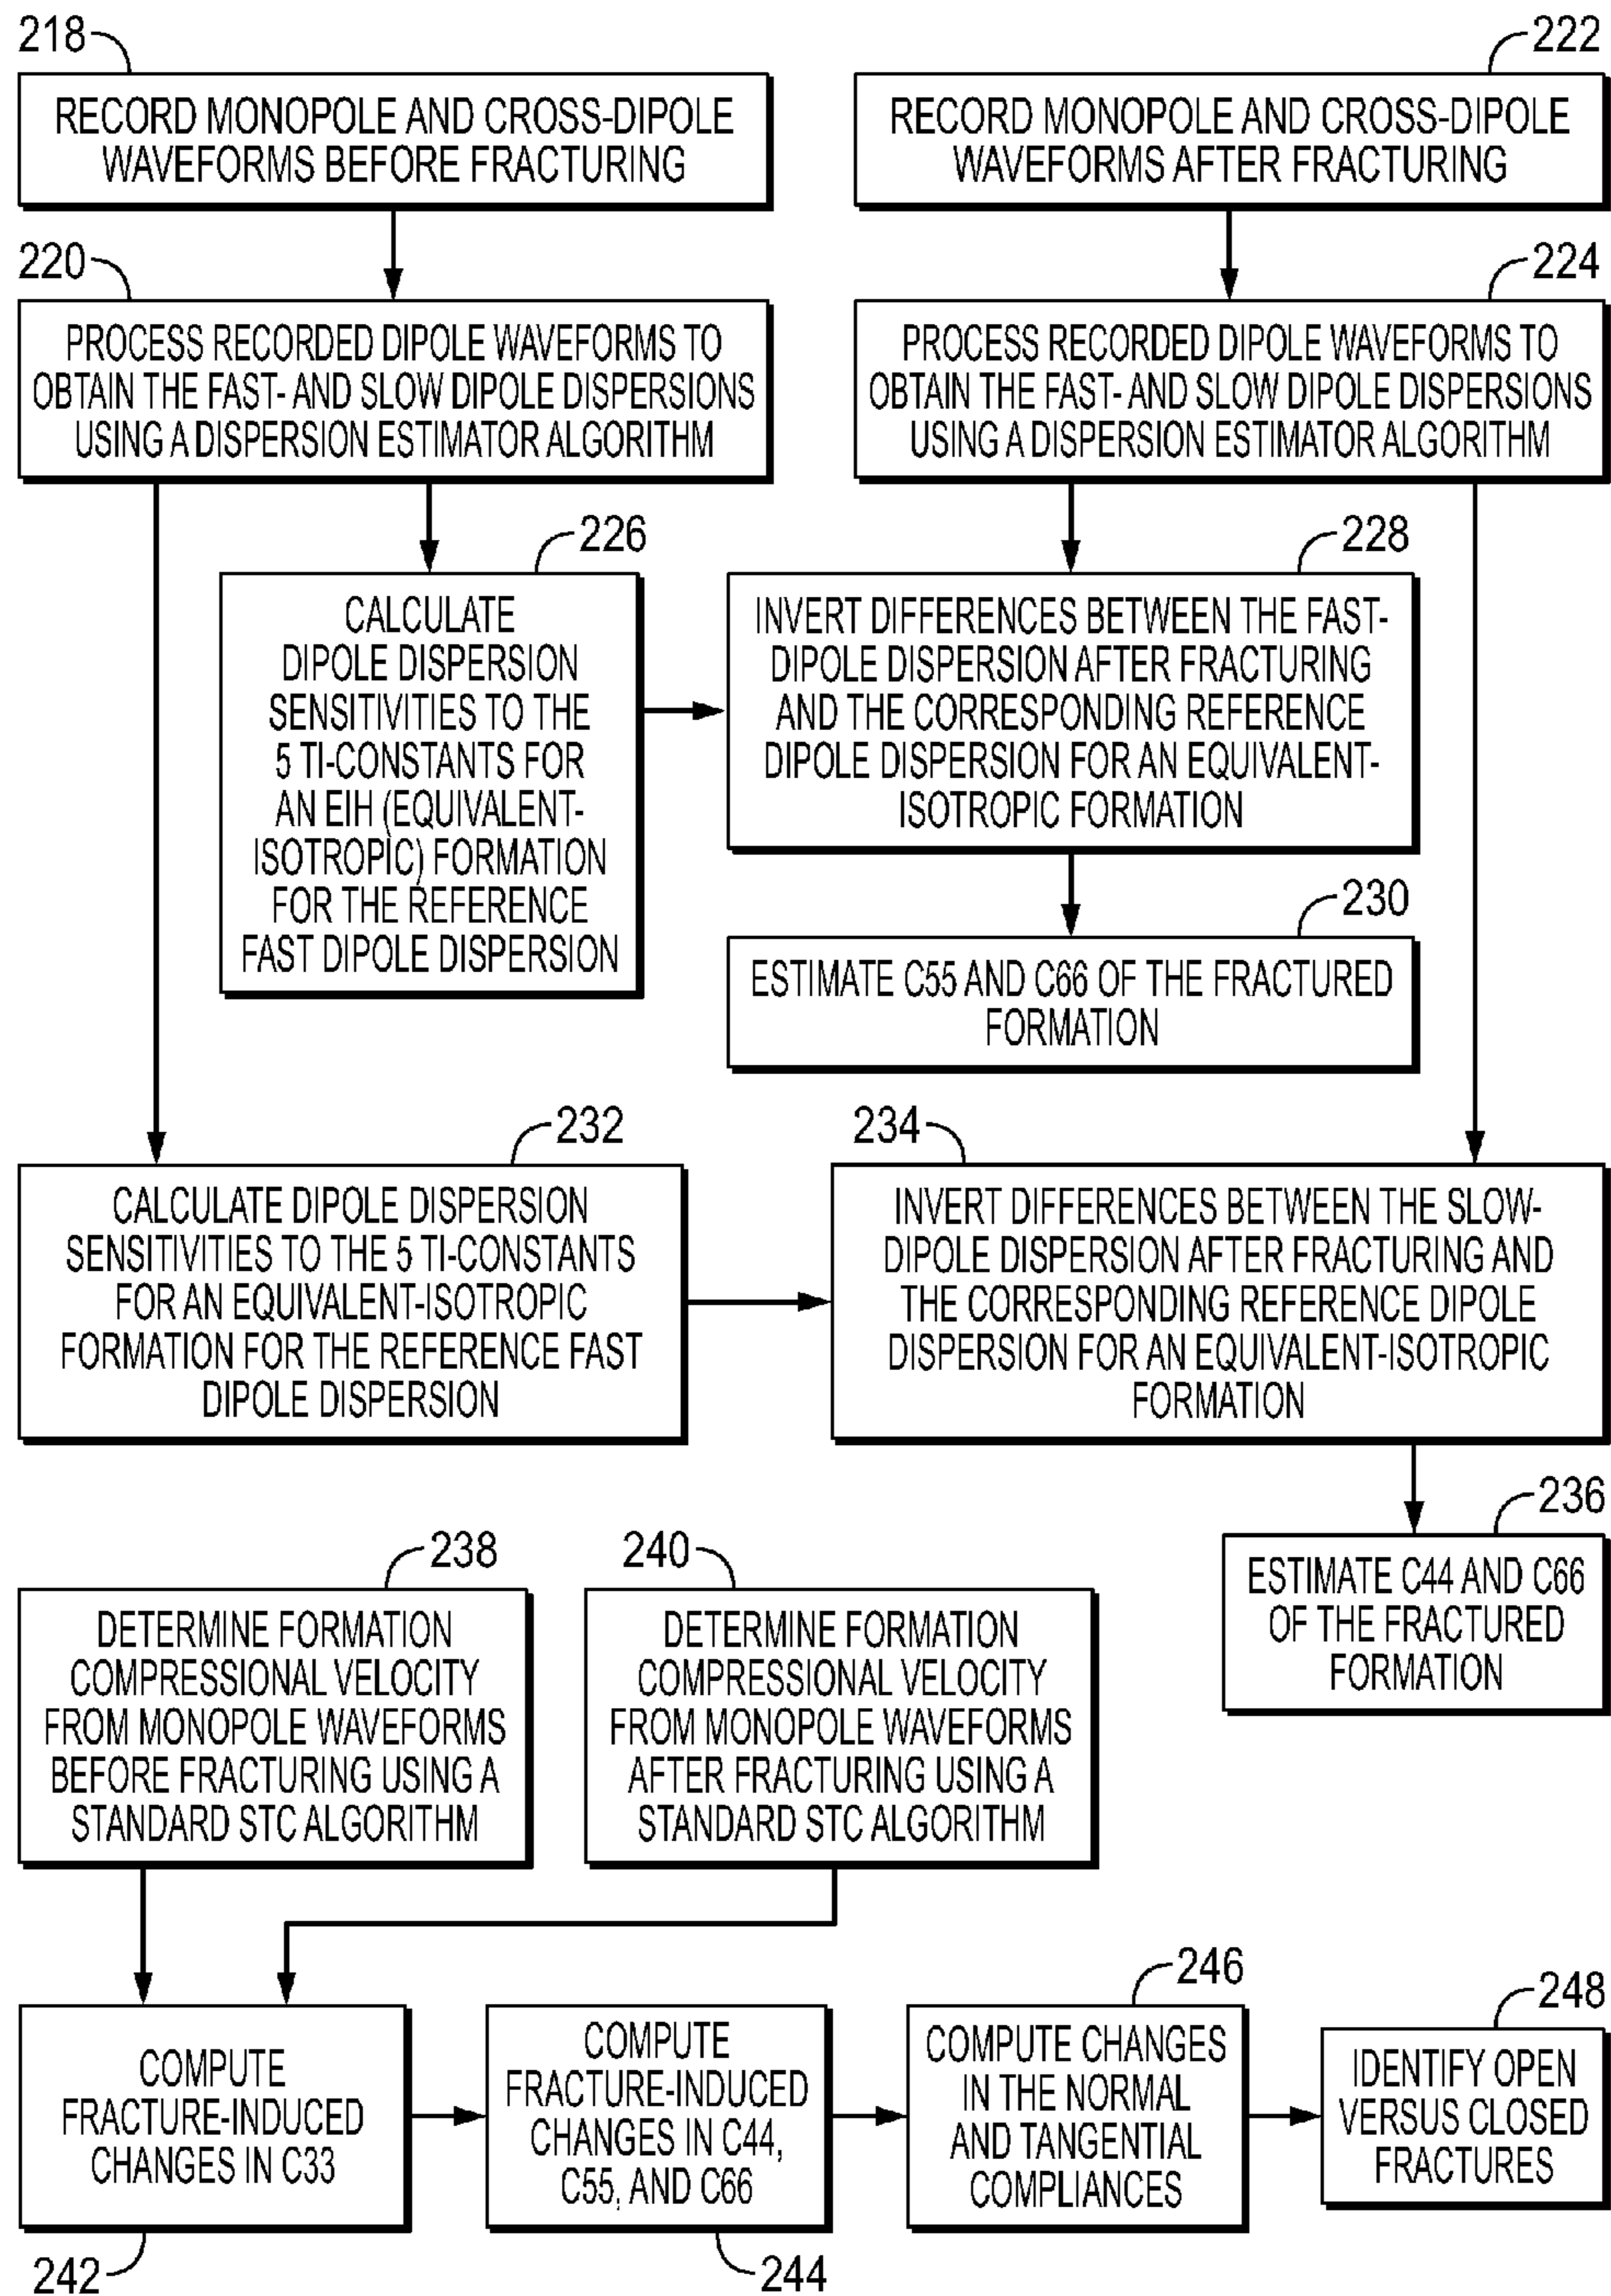 218
RECORD MONOPOLE AND CROSS-DIPOLE
WAVEFORMS BEFORE FRACTURING
222
RECORD MONOPOLE AND CROSS-DIPOLE
WAVEFORMS AFTER FRACTURING
220
PROCESS RECORDED DIPOLE WAVEFORMS TO
OBTAIN THE FAST- AND SLOW DIPOLE DISPERSIONS
USING A DISPERSION ESTIMATOR ALGORITHM
224
PROCESS RECORDED DIPOLE WAVEFORMS TO
OBTAIN THE FAST- AND SLOW DIPOLE DISPERSIONS
USING A DISPERSION ESTIMATOR ALGORITHM
226
CALCULATE
DIPOLE DISPERSION
SENSITIVITIES TO THE
5 TI-CONSTANTS FOR
AN EIH (EQUIVALENT-
ISOTROPIC) FORMATION
FOR THE REFERENCE
FAST DIPOLE DISPERSION
228
INVERT DIFFERENCES BETWEEN THE FAST-
DIPOLE DISPERSION AFTER FRACTURING
AND THE CORRESPONDING REFERENCE
DIPOLE DISPERSION FOR AN EQUIVALENT-
ISOTROPIC FORMATION
230
ESTIMATE C55 AND C66 OF THE FRACTURED
FORMATION
232
CALCULATE DIPOLE DISPERSION
SENSITIVITIES TO THE 5 TI-CONSTANTS
FOR AN EQUIVALENT-ISOTROPIC
FORMATION FOR THE REFERENCE FAST
DIPOLE DISPERSION
234
INVERT DIFFERENCES BETWEEN THE SLOW-
DIPOLE DISPERSION AFTER FRACTURING AND
THE CORRESPONDING REFERENCE DIPOLE
DISPERSION FOR AN EQUIVALENT-ISOTROPIC
FORMATION
236
ESTIMATE C44 AND C66
OF THE FRACTURED
FORMATION
238
DETERMINE FORMATION
COMPRESSIONAL VELOCITY
FROM MONOPOLE WAVEFORMS
BEFORE FRACTURING USING A
STANDARD STC ALGORITHM
240
DETERMINE FORMATION
COMPRESSIONAL VELOCITY
FROM MONOPOLE WAVEFORMS
AFTER FRACTURING USING A
STANDARD STC ALGORITHM
COMPUTE
FRACTURE-INDUCED
CHANGES IN C33
242
COMPUTE
FRACTURE-INDUCED
CHANGES IN C44,
C55, AND C66
244
246
COMPUTE CHANGES
IN THE NORMAL
AND TANGENTIAL
COMPLIANCES
248
IDENTIFY OPEN
VERSUS CLOSED
FRACTURES